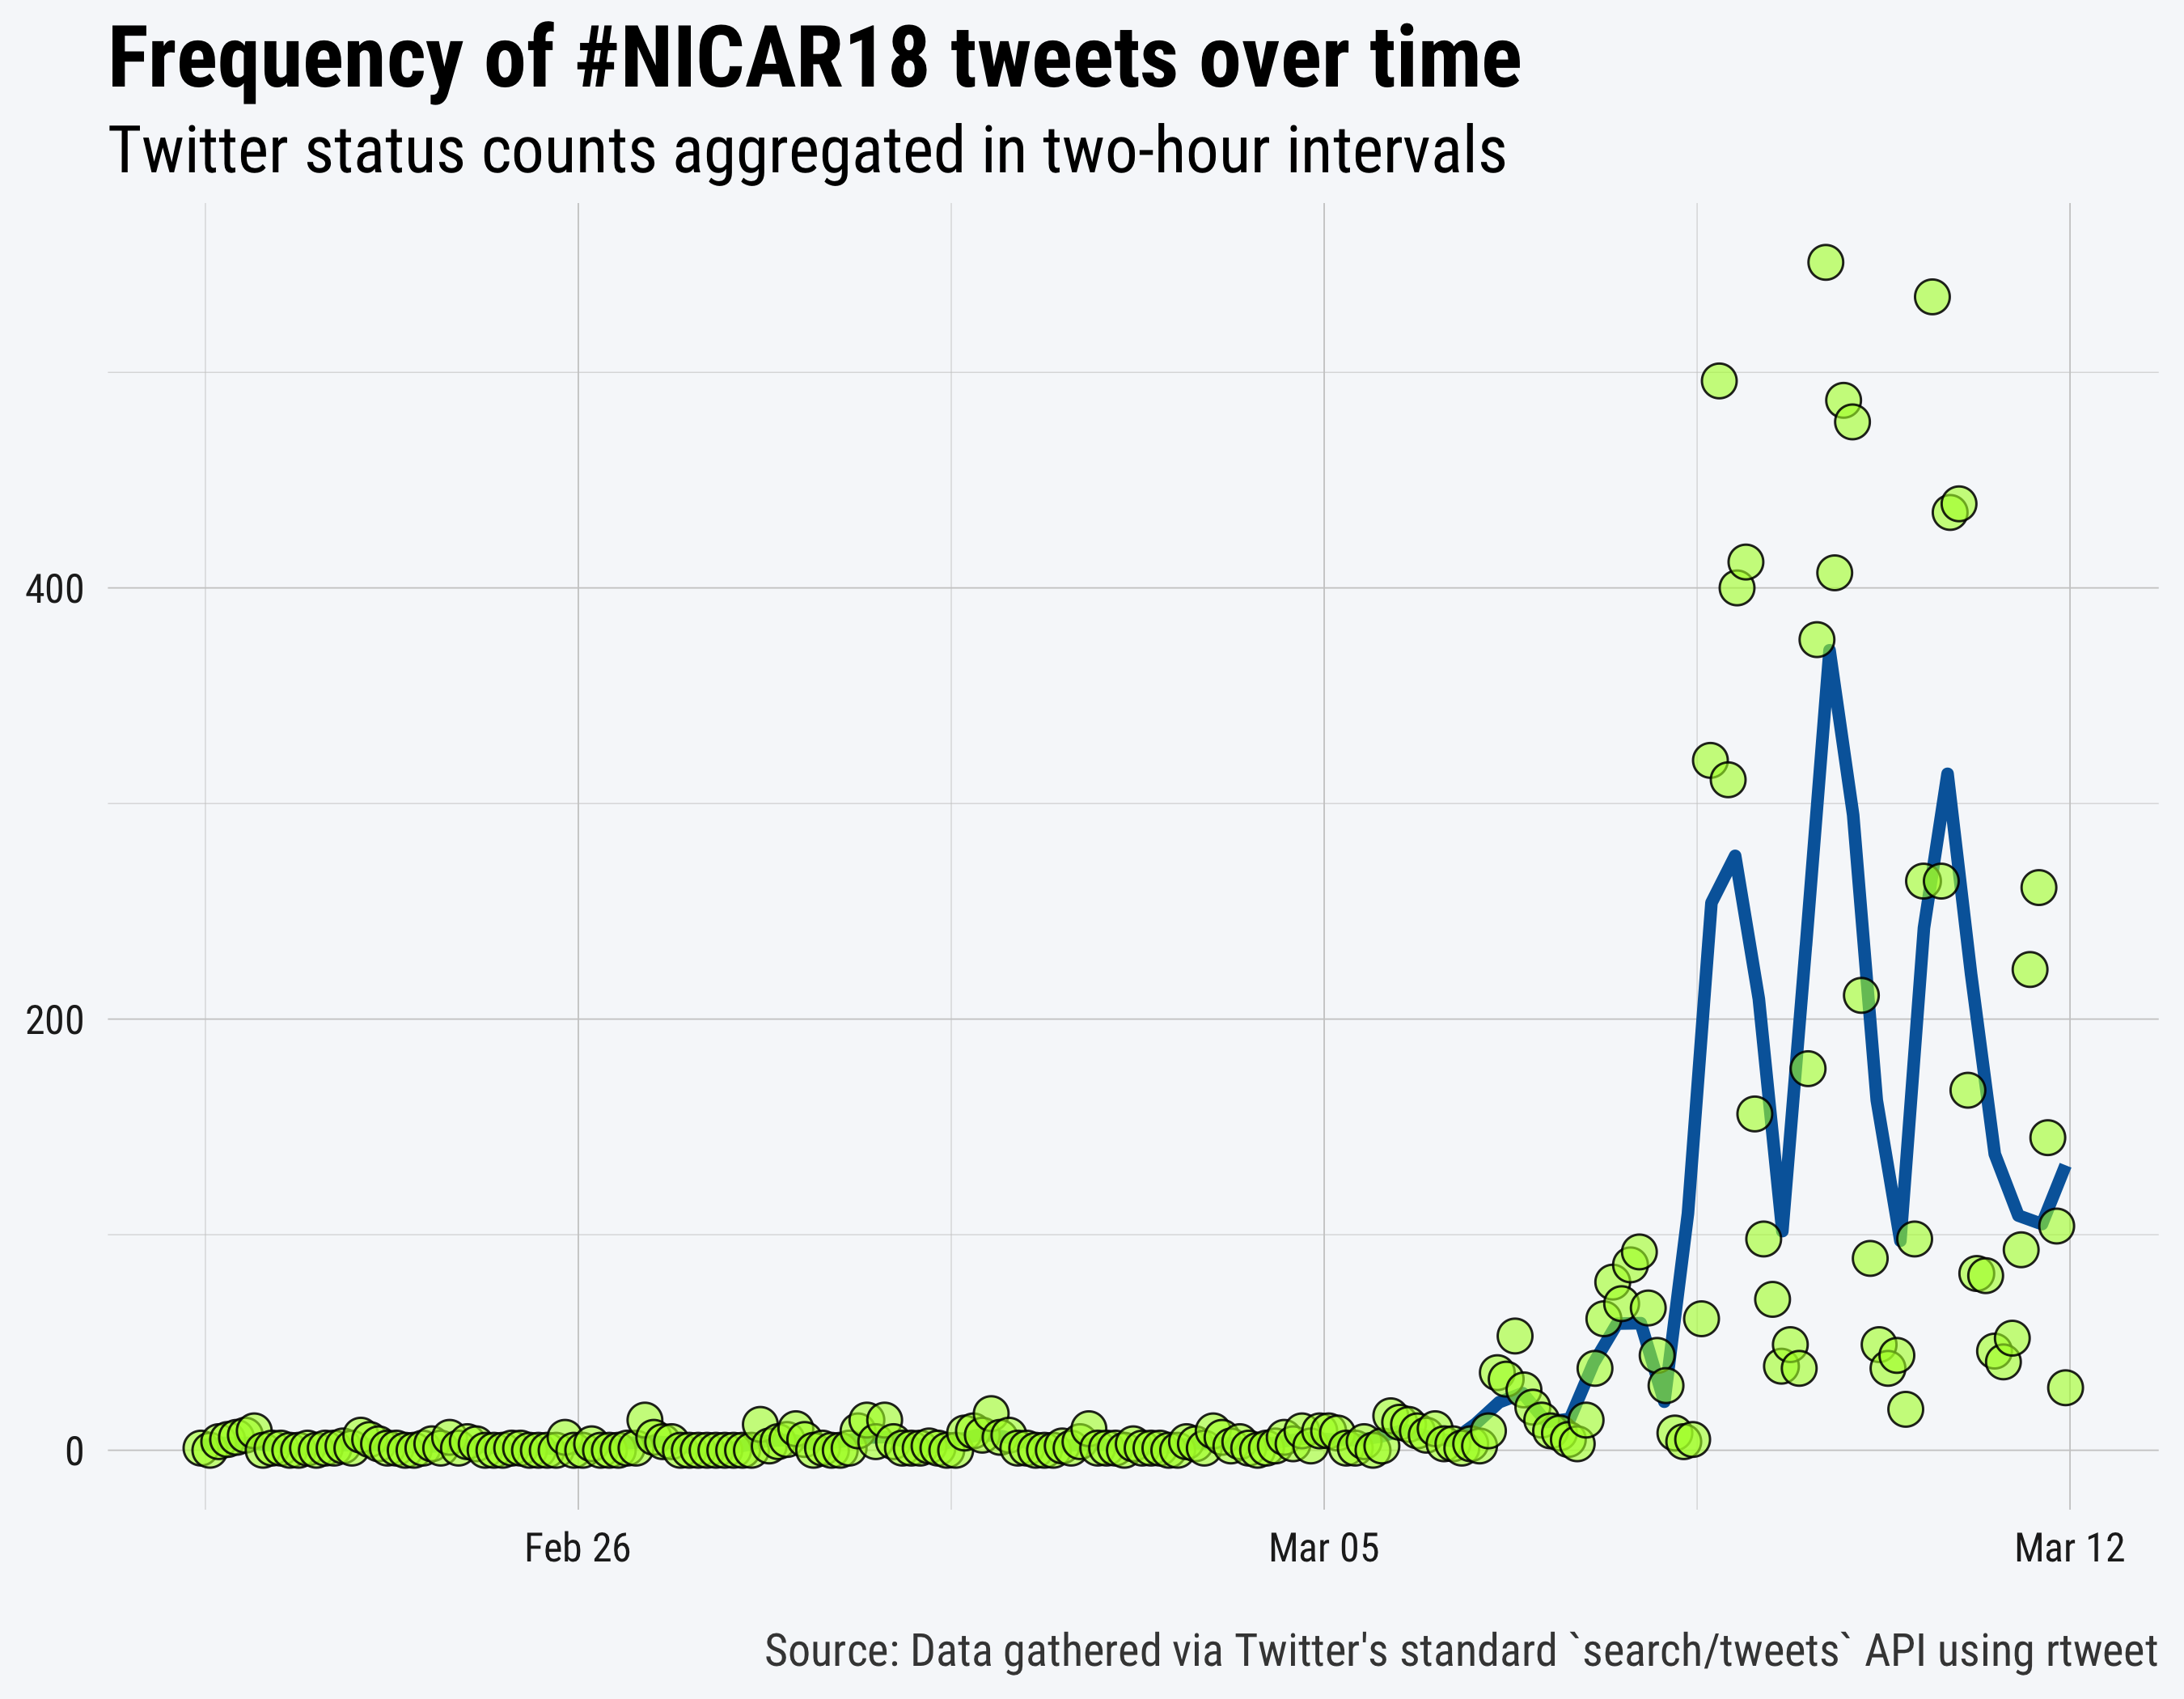 Frequency of #NICAR18 tweets over time
Twitter status counts aggregated in two-hour intervals
400
200
0
Feb 26 Mar 05 Mar 12
Source: Data gathered via Twitter's standard `search/tweets` API using rtweet